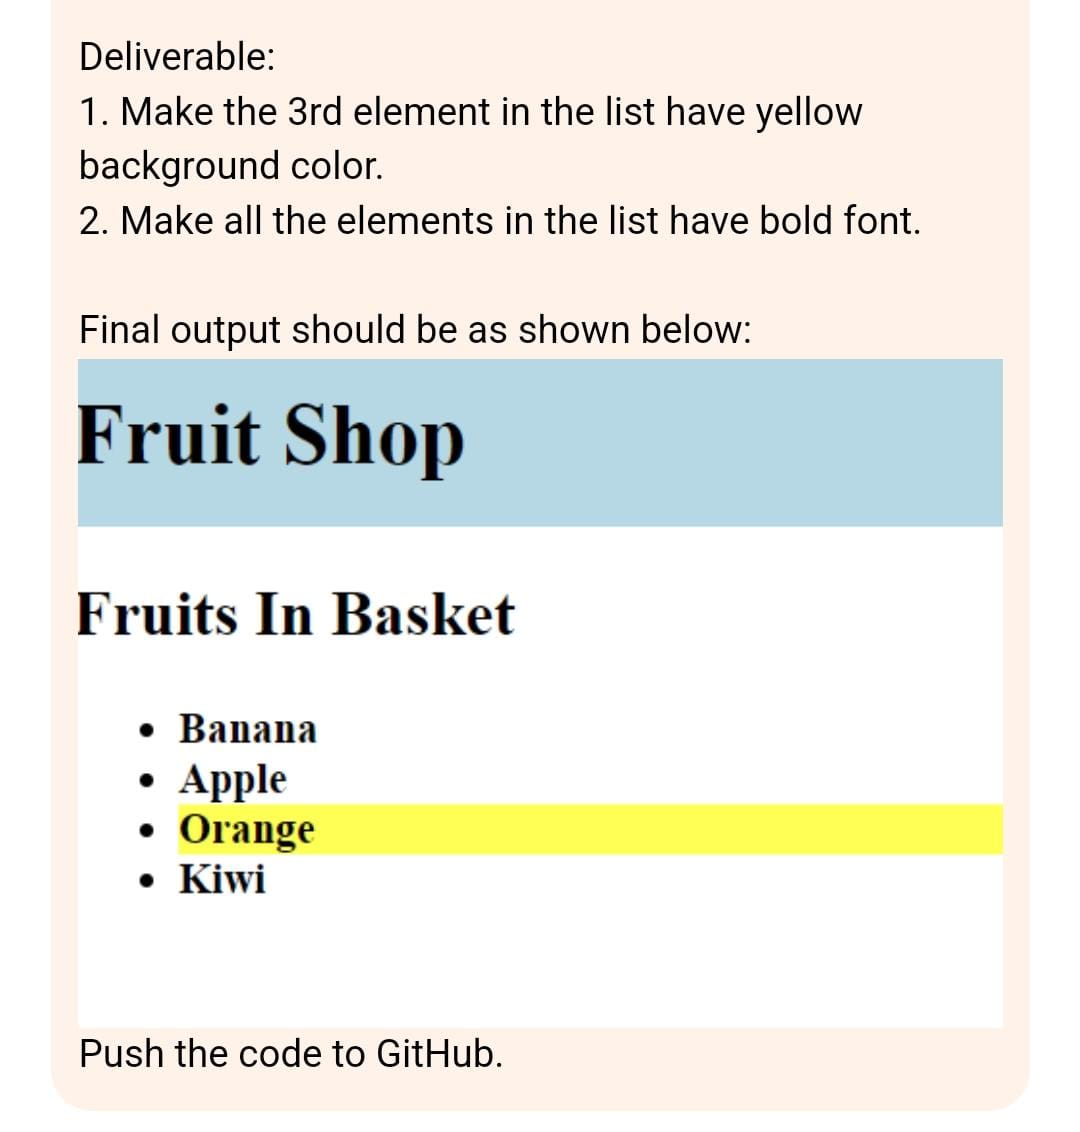 Deliverable:
1. Make the 3rd element in the list have yellow
background color.
2. Make all the elements in the list have bold font.
Final output should be as shown below:
Fruit Shop
Fruits In Basket
• Banana
• Apple
• Orange
• Kiwi
Push the code to GitHub.